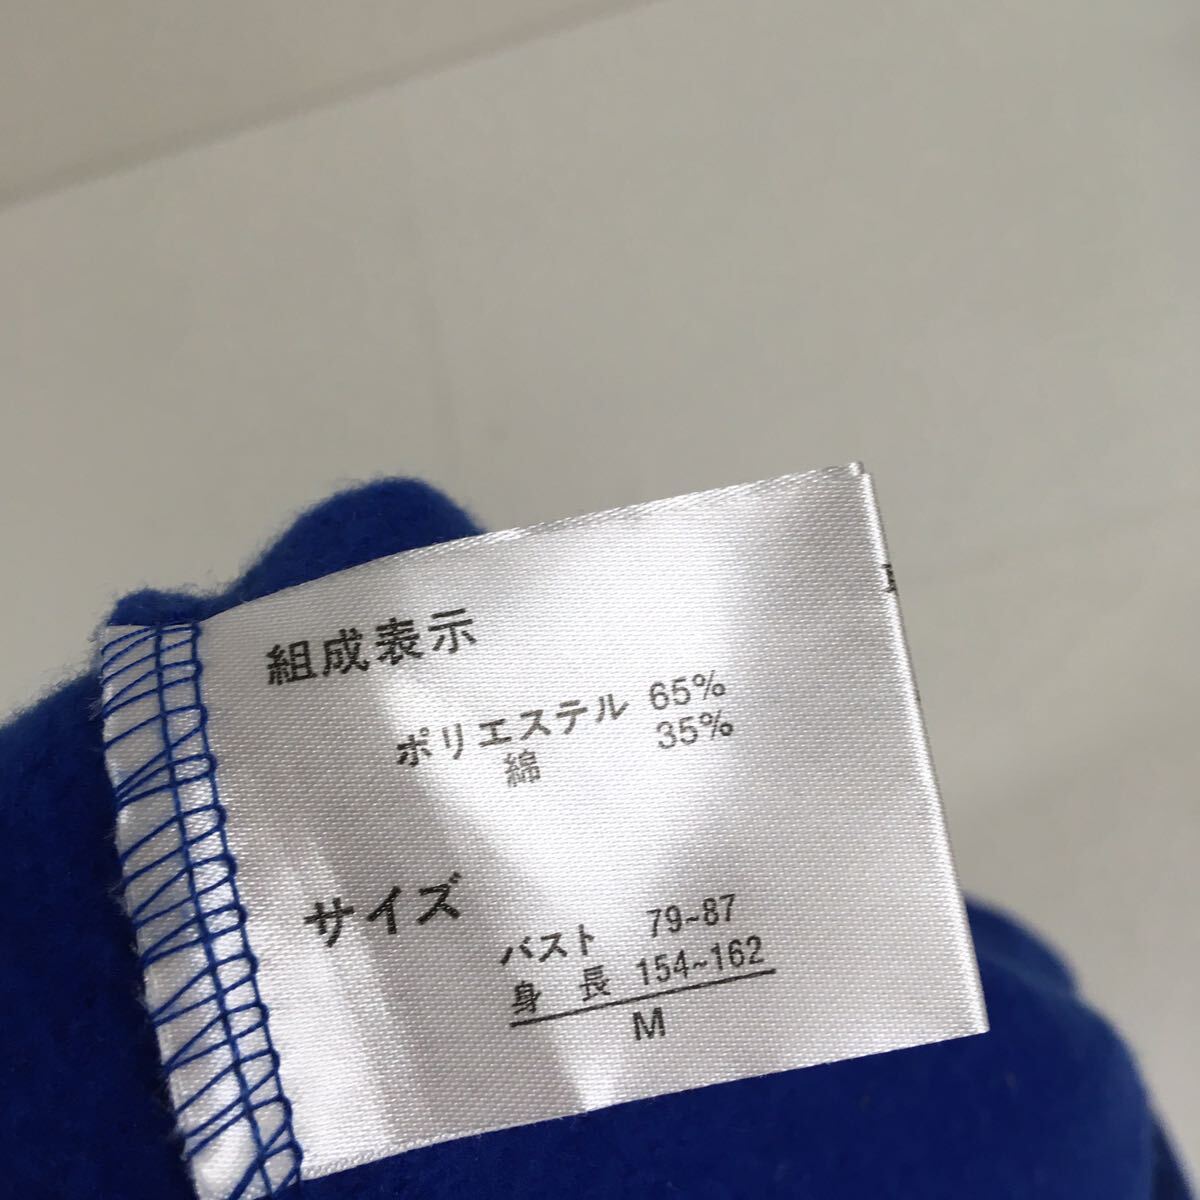 組成表示
ポリエステル 65%
綿 35%
サイズ
バスト 79~87
身長 154~162
M